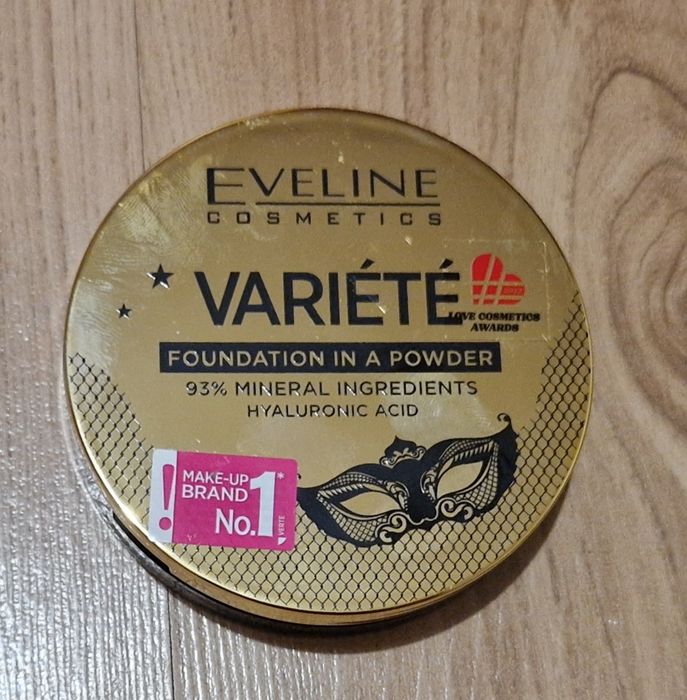 EVELINE
COSMETICS
VARIÉTÉ
LOVE COSMETICS
AWARDS
FOUNDATION IN A POWDER
93% MINERAL INGREDIENTS
HYALURONIC ACID
! MAKE-UP
BRAND
No.1*
VERTE